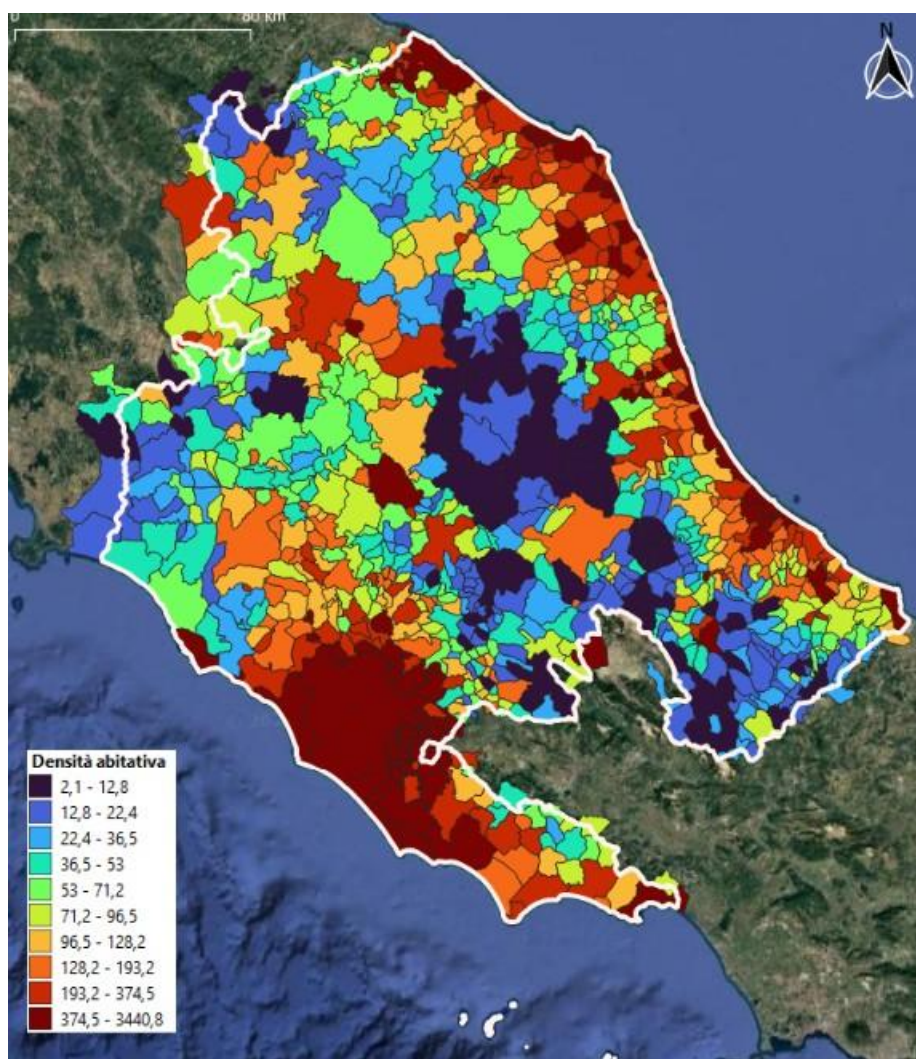 0 80 km
N
Densità abitativa
2,1 - 12,8
12,8 - 22,4
22,4 - 36,5
36,5 - 53
53 - 71,2
71,2 - 96,5
96,5 - 128,2
128,2 - 193,2
193,2 - 374,5
374,5 - 3440,8